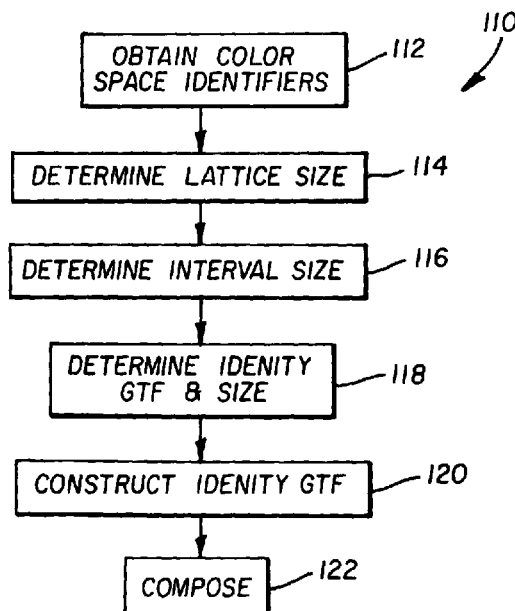 110
OBTAIN COLOR
SPACE IDENTIFIERS
112
DETERMINE LATTICE SIZE
114
DETERMINE INTERVAL SIZE
116
DETERMINE IDENITY
GTF & SIZE
118
CONSTRUCT IDENITY GTF
120
COMPOSE
122